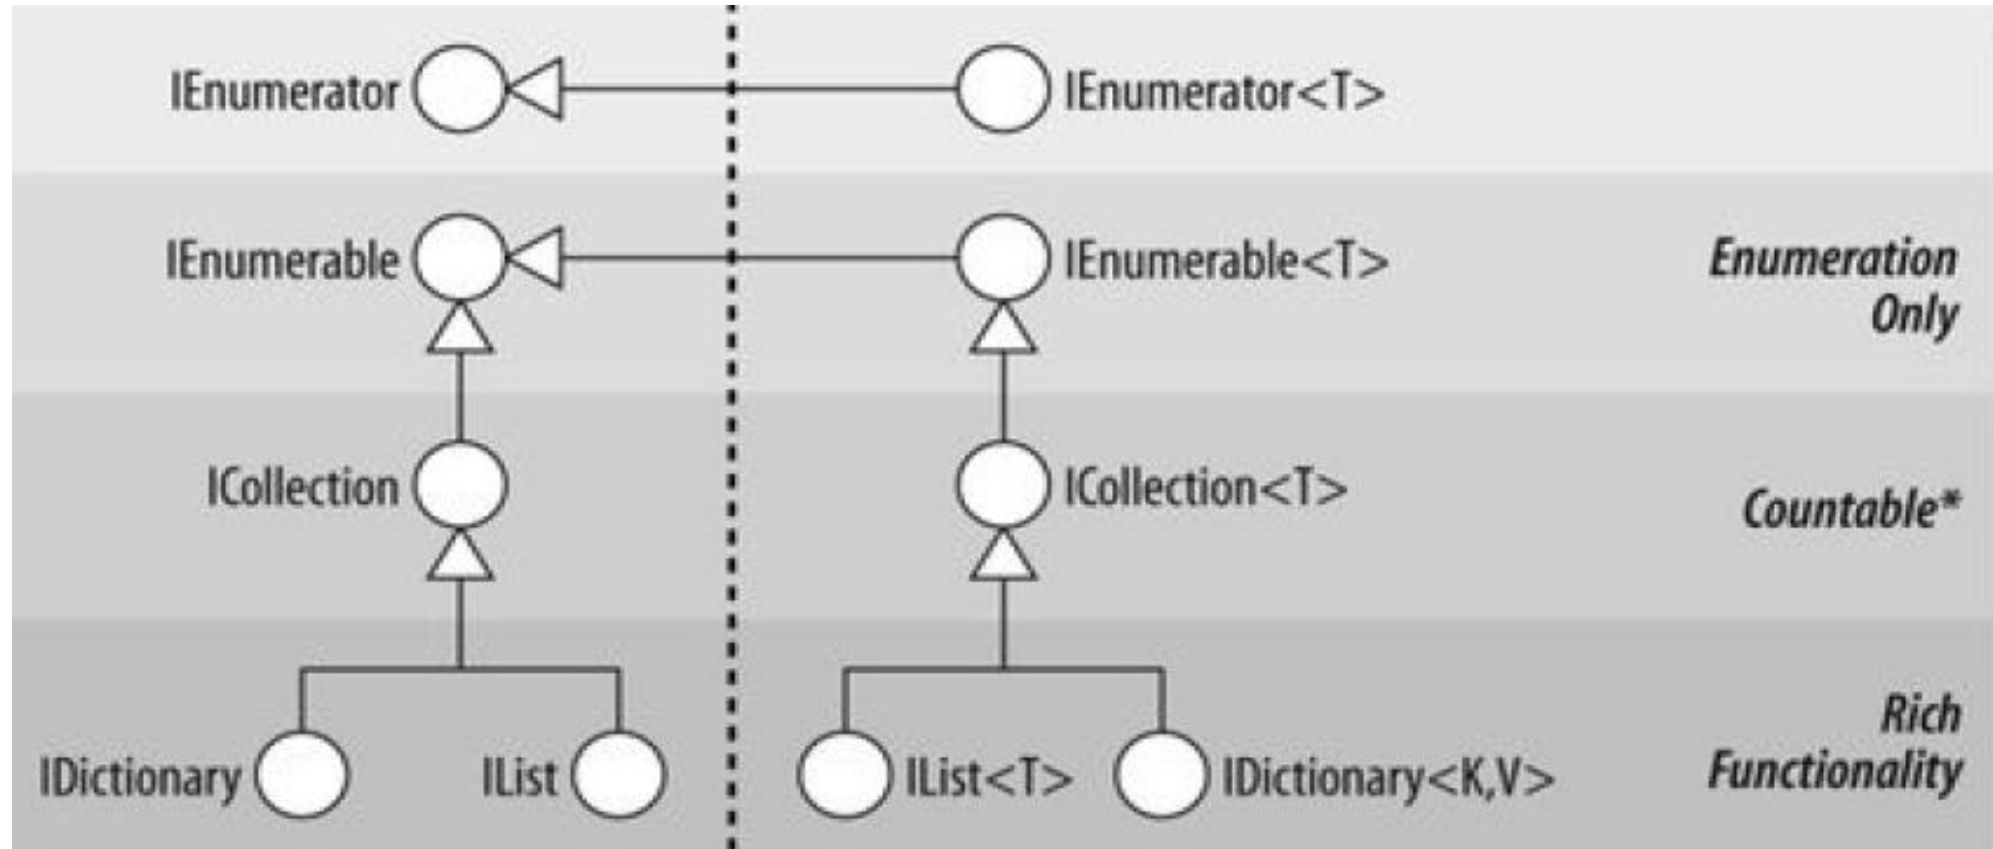 IEnumerator
IEnumerator<T>
IEnumerable
IEnumerable<T>
Enumeration
Only
ICollection
ICollection<T>
Countable*
IDictionary
IList
IList<T>
IDictionary<K,V>
Rich
Functionality